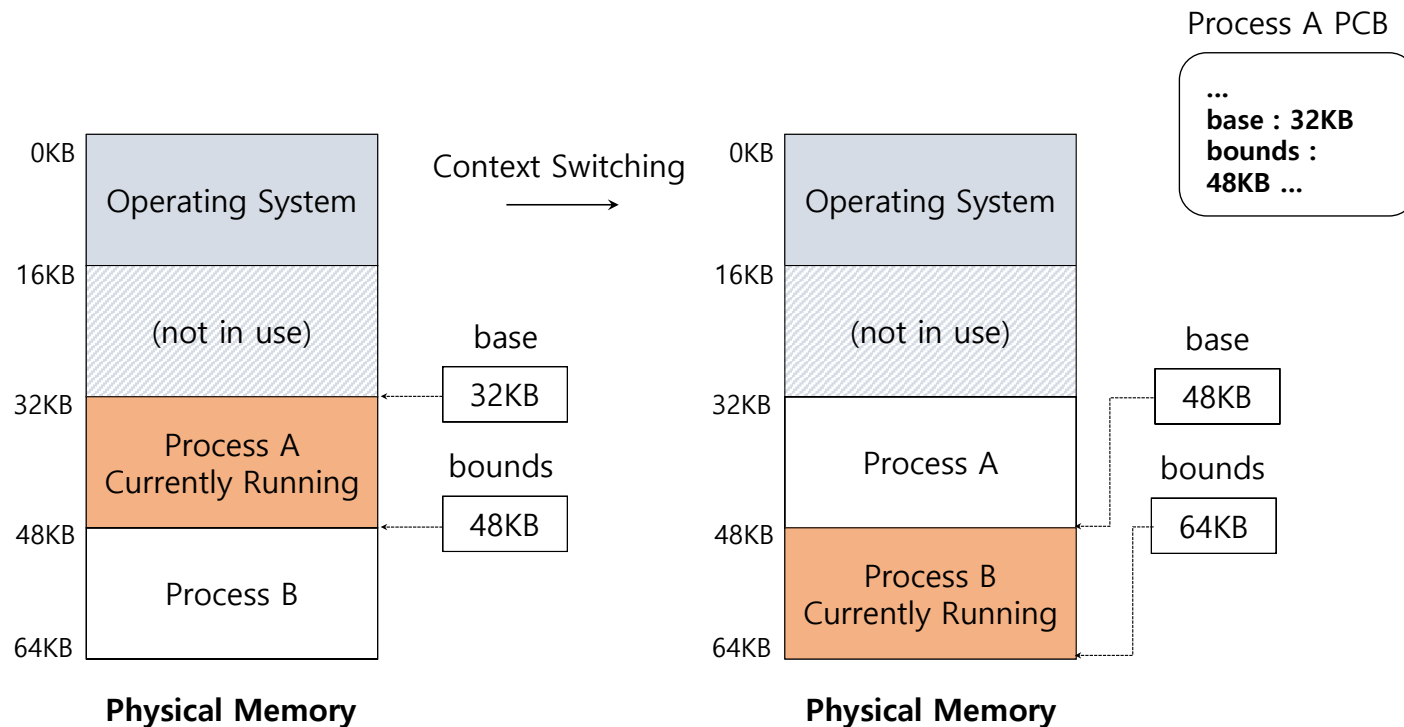 Process A PCB
...
base : 32KB
bounds :
48KB ...
Context Switching
0KB
Operating System
16KB
(not in use)
32KB
Process A
Currently Running
48KB
Process B
64KB
base
32KB
bounds
48KB
Physical Memory
0KB
Operating System
16KB
(not in use)
32KB
Process A
48KB
Process B
Currently Running
64KB
base
48KB
bounds
64KB
Physical Memory